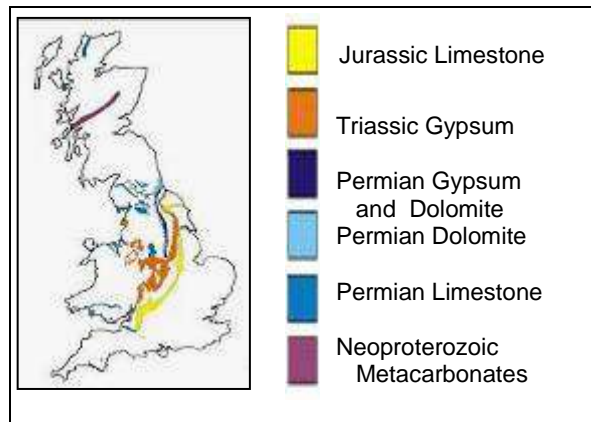 Jurassic Limestone
Triassic Gypsum
Permian Gypsum
and Dolomite
Permian Dolomite
Permian Limestone
Neoproterozoic
Metacarbonates